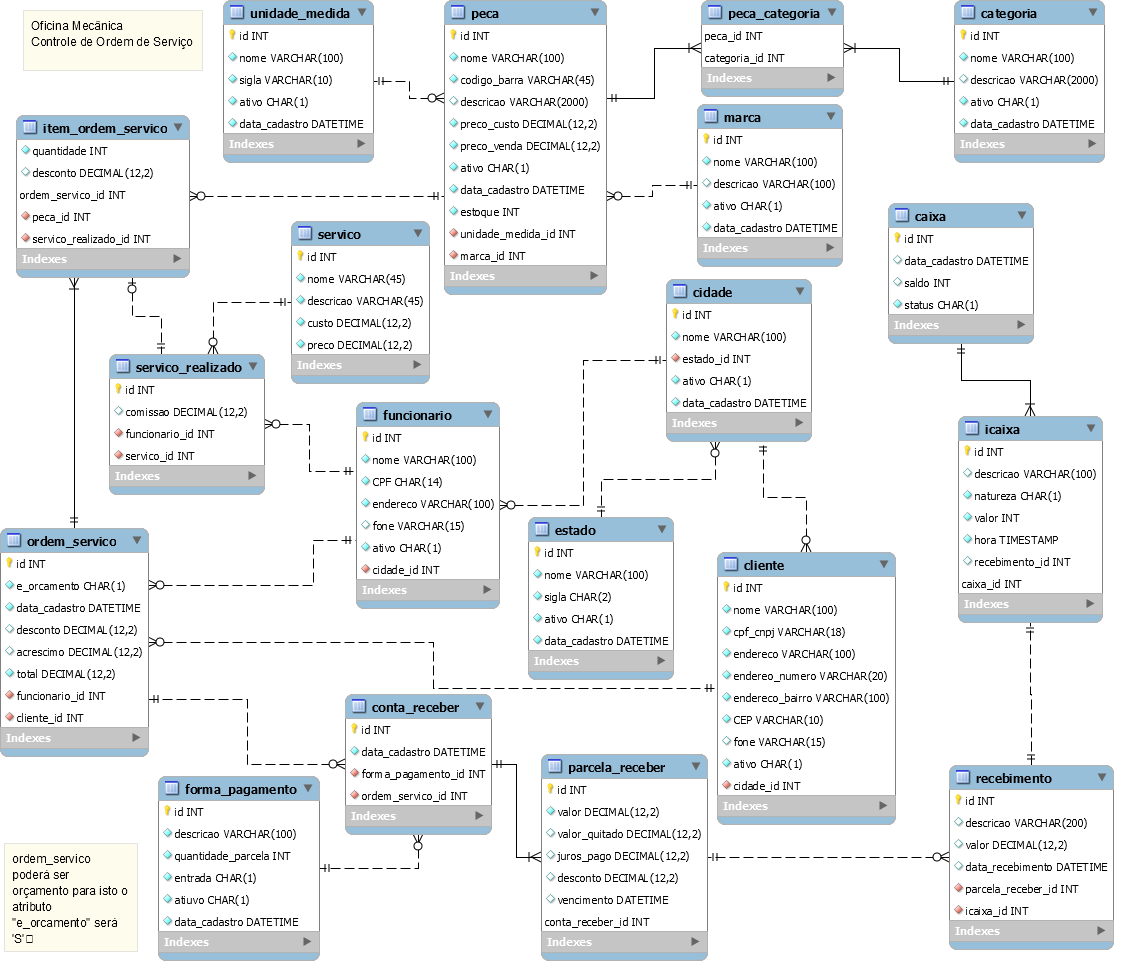 Oficina Mecânica
Controle de Ordem de Serviço
unidade_medida
id INT
nome VARCHAR(100)
sigla VARCHAR(10)
ativo CHAR(1)
data_cadastro DATETIME
Indexes
peca
id INT
nome VARCHAR(100)
codigo_barra VARCHAR(45)
descricao VARCHAR(2000)
preco_custo DECIMAL(12,2)
preco_venda DECIMAL(12,2)
ativo CHAR(1)
data_cadastro DATETIME
estoque INT
unidade_medida_id INT
marca_id INT
Indexes
peca_categoria
peca_id INT
categoria_id INT
Indexes
categoria
id INT
nome VARCHAR(100)
descricao VARCHAR(2000)
ativo CHAR(1)
data_cadastro DATETIME
Indexes
item_ordem_servico
quantidade INT
desconto DECIMAL(12,2)
ordem_servico_id INT
peca_id INT
servico_realizado_id INT
Indexes
marca
id INT
nome VARCHAR(100)
descricao VARCHAR(100)
ativo CHAR(1)
data_cadastro DATETIME
Indexes
servico
id INT
nome VARCHAR(45)
descricao VARCHAR(45)
custo DECIMAL(12,2)
preco DECIMAL(12,2)
Indexes
caixa
id INT
data_cadastro DATETIME
saldo INT
status CHAR(1)
Indexes
cidade
id INT
nome VARCHAR(100)
estado_id INT
ativo CHAR(1)
data_cadastro DATETIME
Indexes
servico_realizado
id INT
comissao DECIMAL(12,2)
funcionario_id INT
servico_id INT
Indexes
funcionario
id INT
nome VARCHAR(100)
CPF CHAR(14)
endereco VARCHAR(100)
fone VARCHAR(15)
ativo CHAR(1)
cidade_id INT
Indexes
icaixa
id INT
descricao VARCHAR(100)
natureza CHAR(1)
valor INT
hora TIMESTAMP
recebimento_id INT
caixa_id INT
Indexes
ordem_servico
id INT
e_orcamento CHAR(1)
data_cadastro DATETIME
desconto DECIMAL(12,2)
acrescimo DECIMAL(12,2)
total DECIMAL(12,2)
funcionario_id INT
cliente_id INT
Indexes
estado
id INT
nome VARCHAR(100)
sigla CHAR(2)
ativo CHAR(1)
data_cadastro DATETIME
Indexes
cliente
id INT
nome VARCHAR(100)
cpf_cnpj VARCHAR(18)
endereco VARCHAR(100)
endereo_numero VARCHAR(20)
endereco_bairro VARCHAR(100)
CEP VARCHAR(10)
fone VARCHAR(15)
ativo CHAR(1)
cidade_id INT
Indexes
conta_receber
id INT
data_cadastro DATETIME
forma_pagamento_id INT
ordem_servico_id INT
Indexes
parcela_receber
id INT
valor DECIMAL(12,2)
valor_quitado DECIMAL(12,2)
juros_pago DECIMAL(12,2)
desconto DECIMAL(12,2)
vencimento DATETIME
conta_receber_id INT
Indexes
recebimento
id INT
descricao VARCHAR(200)
valor DECIMAL(12,2)
data_recebimento DATETIME
parcela_receber_id INT
icaixa_id INT
Indexes
forma_pagamento
id INT
descricao VARCHAR(100)
quantidade_parcela INT
entrada CHAR(1)
atiuvo CHAR(1)
data_cadastro DATETIME
Indexes
ordem_servico
poderá ser
orçamento para isto o
atributo
"e_orcamento" será
'S'□